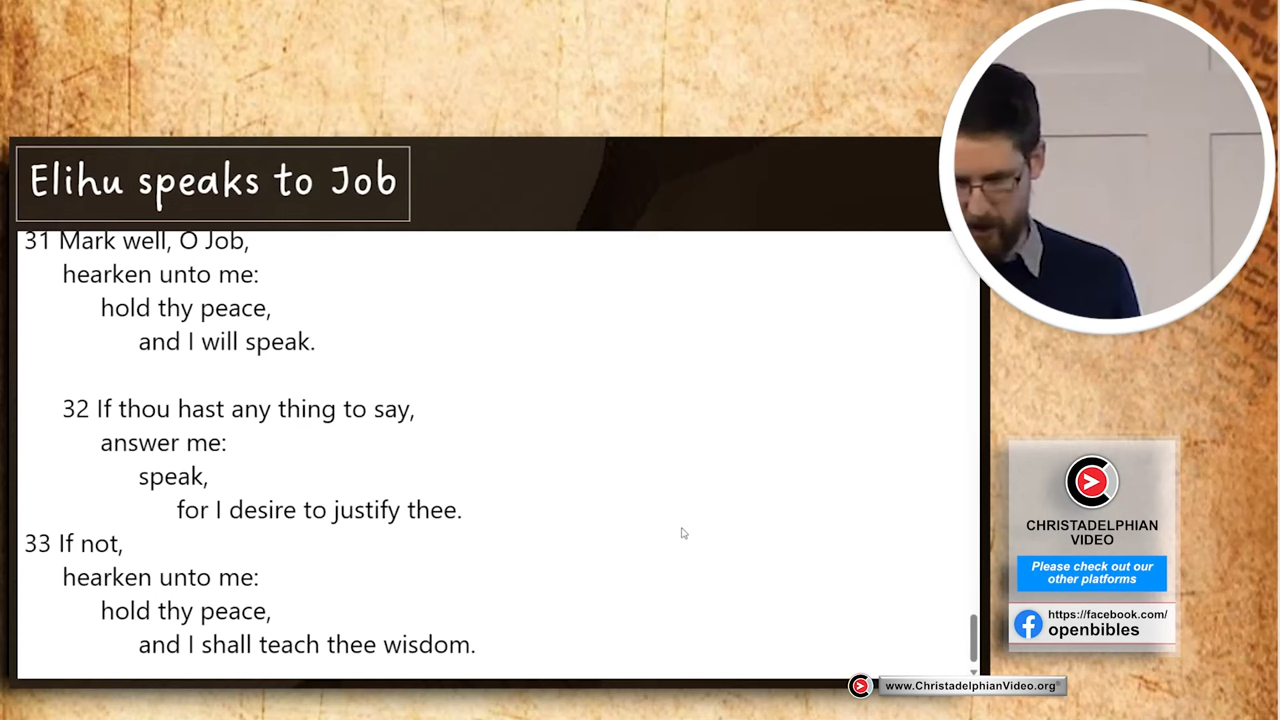 Elihu speaks to Job
31 Mark well, O Job,
hearken unto me:
hold thy peace,
and I will speak.
32 If thou hast any thing to say,
answer me:
speak,
for I desire to justify thee.
33 If not,
hearken unto me:
hold thy peace,
and I shall teach thee wisdom.
CHRISTADELPHIAN
VIDEO
Please check out our
other platforms
https://facebook.com/
openbibles
www.ChristadelphianVideo.org